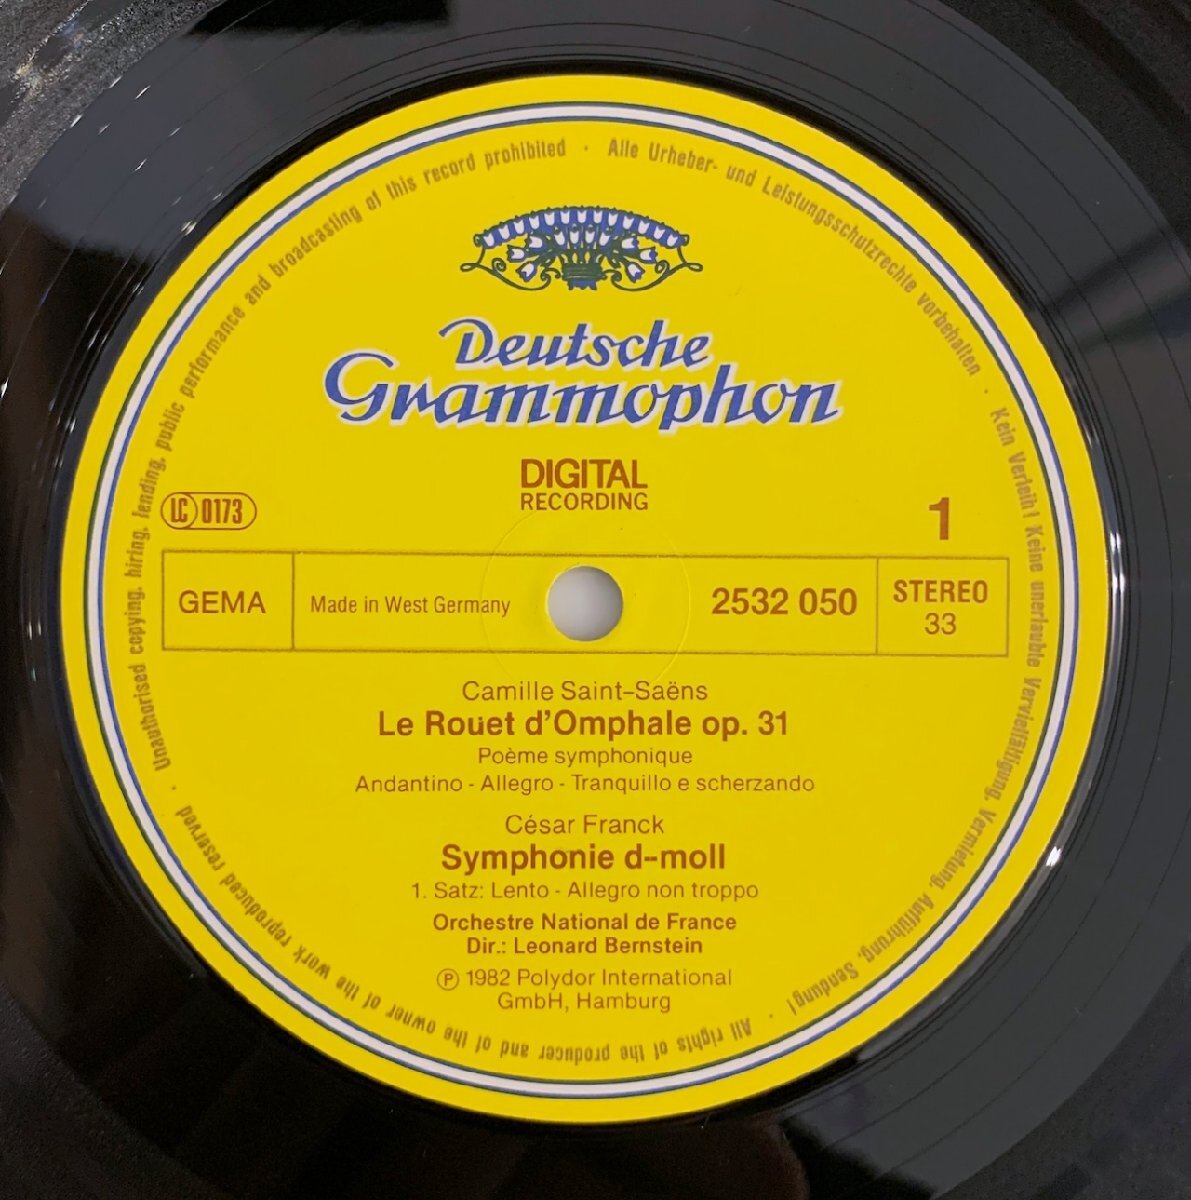 Deutsche
Grammophon
DIGITAL
RECORDING
LC 0173
1
GEMA
Made in West Germany
2532 050
STEREO
33
Camille Saint-Saëns
Le Rouet d'Omphale op. 31
Poème symphonique
Andantino - Allegro - Tranquillo e scherzando
César Franck
Symphonie d-moll
1. Satz: Lento - Allegro non troppo
Orchestre National de France
Dir.: Leonard Bernstein
℗ 1982 Polydor International
GmbH, Hamburg
Alle Urheber- und Leistungsschutzrechte vorbehalten · Kein Verleih! Keine unerlaubte Vervielfältigung, Vermietung, Aufführung, Sendung! · All rights of the producer and of the owner of the work reproduced reserved · Unauthorised copying, hiring, lending, public performance and broadcasting of this record prohibited ·